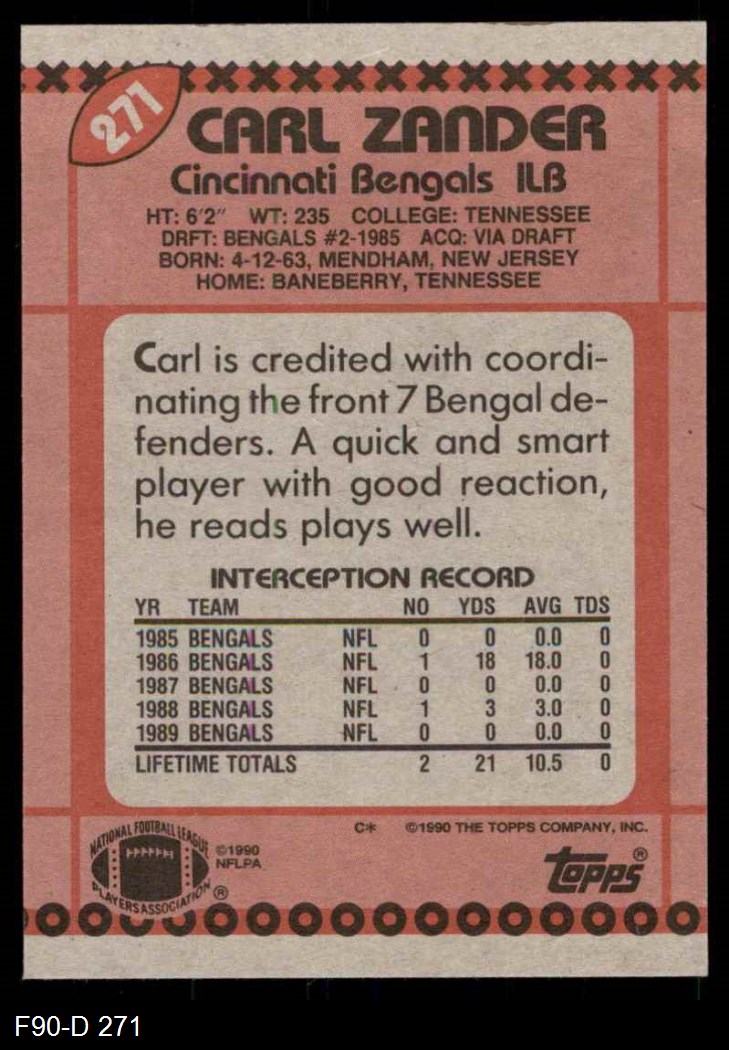 271
CARL ZANDER
Cincinnati Bengals ILB
HT: 6'2" WT: 235 COLLEGE: TENNESSEE
DRFT: BENGALS #2-1985 ACQ: VIA DRAFT
BORN: 4-12-63, MENDHAM, NEW JERSEY
HOME: BANEBERRY, TENNESSEE
Carl is credited with coordi-
nating the front 7 Bengal de-
fenders. A quick and smart
player with good reaction,
he reads plays well.
INTERCEPTION RECORD
YR TEAM NO YDS AVG TDS
1985 BENGALS NFL 0 0 0.0 0
1986 BENGALS NFL 1 18 18.0 0
1987 BENGALS NFL 0 0 0.0 0
1988 BENGALS NFL 1 3 3.0 0
1989 BENGALS NFL 0 0 0.0 0
LIFETIME TOTALS 2 21 10.5 0
C* ©1990 THE TOPPS COMPANY, INC.
NATIONAL FOOTBALL LEAGUE
PLAYERS ASSOCIATION ®
©1990
NFLPA
topps®
F90-D 271